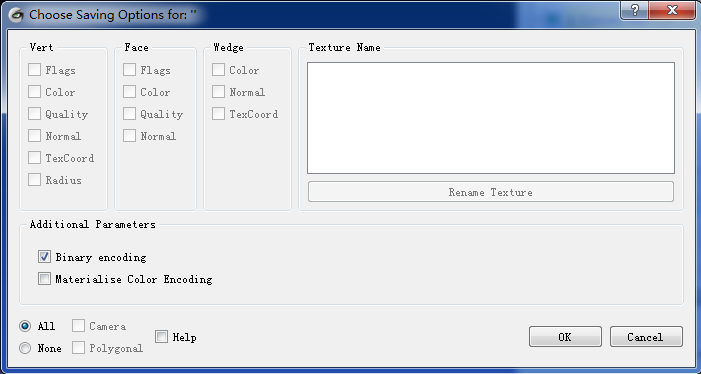 Choose Saving Options for: ''
Vert
Flags
Color
Quality
Normal
TexCoord
Radius
Face
Flags
Color
Quality
Normal
Wedge
Color
Normal
TexCoord
Texture Name
Rename Texture
Additional Parameters
Binary encoding
Materialise Color Encoding
All
None
Camera
Polygonal
Help
OK
Cancel